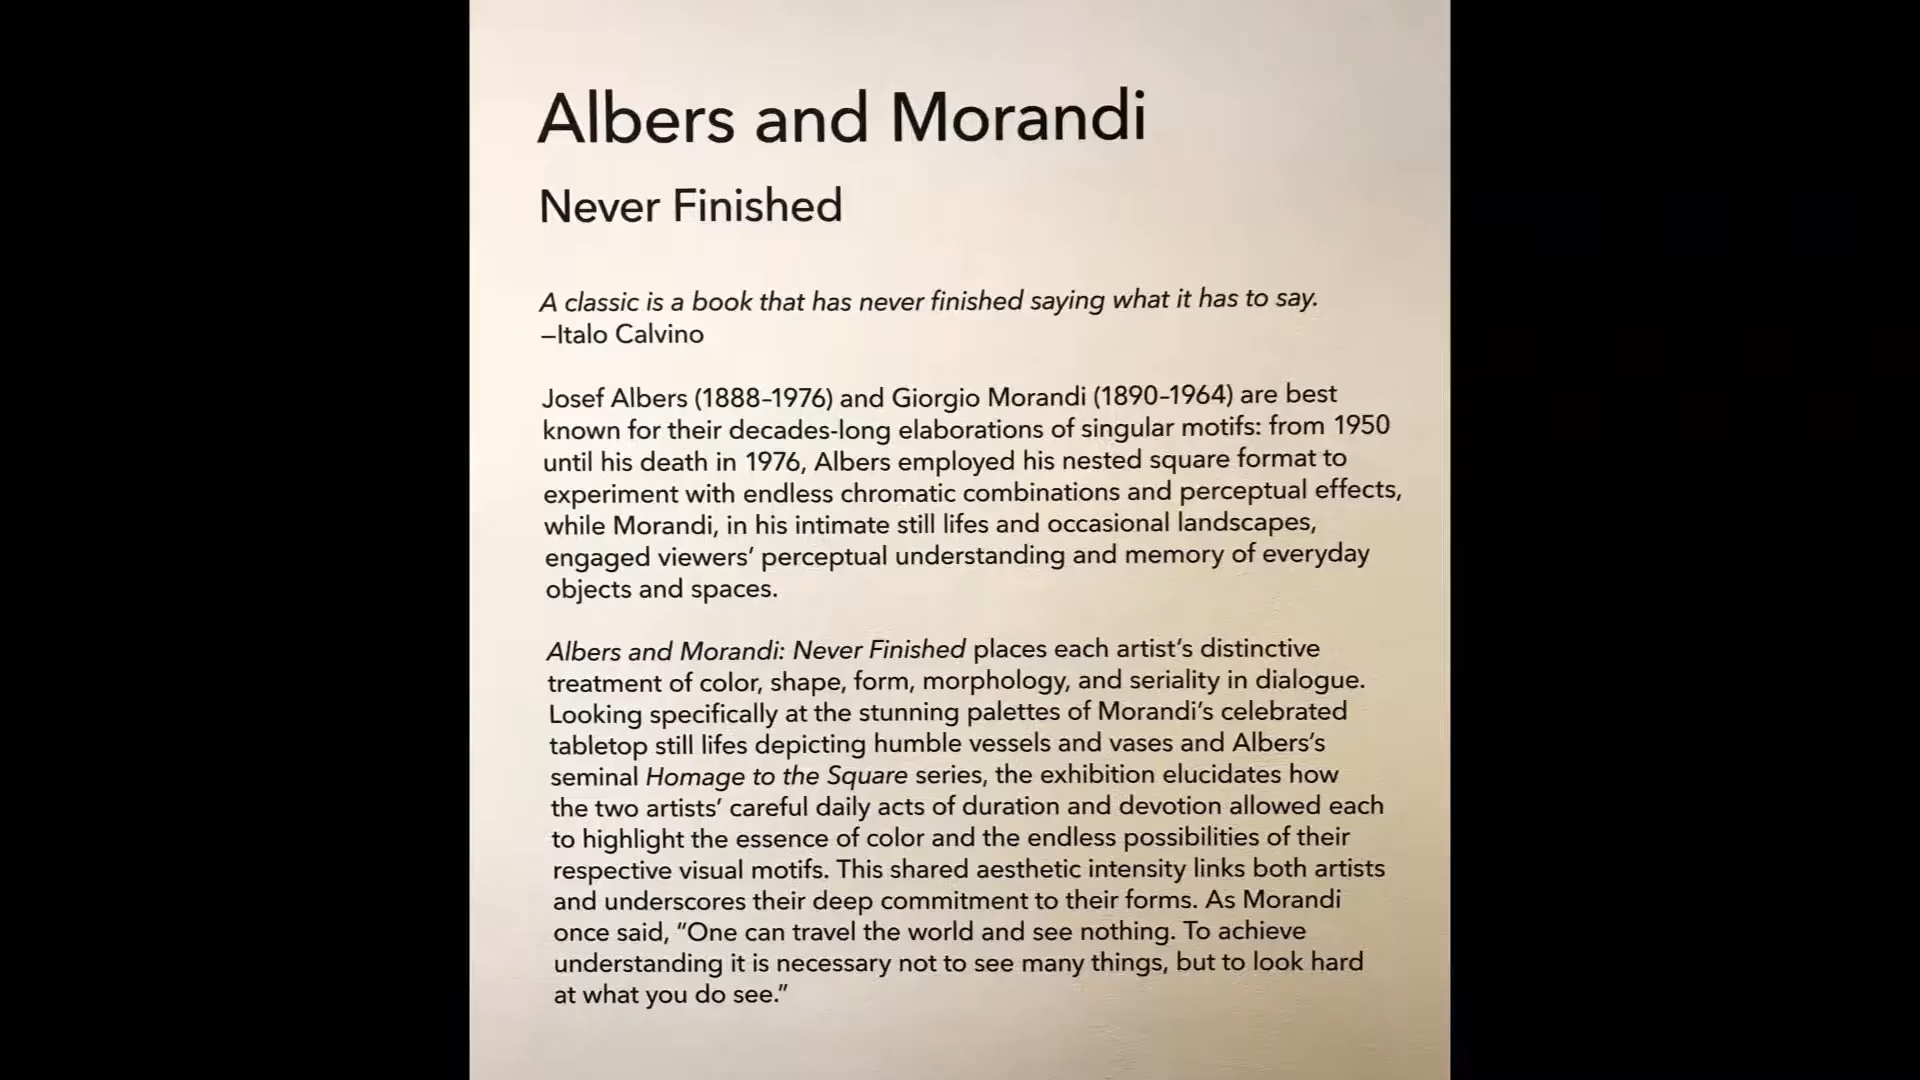 Albers and Morandi
Never Finished
A classic is a book that has never finished saying what it has to say.
—Italo Calvino
Josef Albers (1888–1976) and Giorgio Morandi (1890–1964) are best
known for their decades-long elaborations of singular motifs: from 1950
until his death in 1976, Albers employed his nested square format to
experiment with endless chromatic combinations and perceptual effects,
while Morandi, in his intimate still lifes and occasional landscapes,
engaged viewers’ perceptual understanding and memory of everyday
objects and spaces.
Albers and Morandi: Never Finished places each artist’s distinctive
treatment of color, shape, form, morphology, and seriality in dialogue.
Looking specifically at the stunning palettes of Morandi’s celebrated
tabletop still lifes depicting humble vessels and vases and Albers’s
seminal Homage to the Square series, the exhibition elucidates how
the two artists’ careful daily acts of duration and devotion allowed each
to highlight the essence of color and the endless possibilities of their
respective visual motifs. This shared aesthetic intensity links both artists
and underscores their deep commitment to their forms. As Morandi
once said, “One can travel the world and see nothing. To achieve
understanding it is necessary not to see many things, but to look hard
at what you do see.”